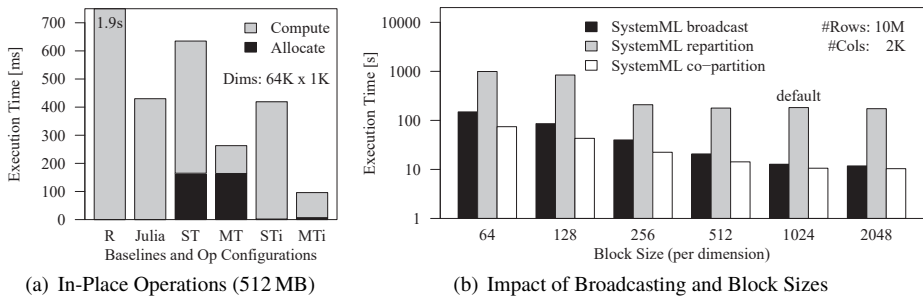 1.9s
Compute
Allocate
Dims: 64K x 1K
Execution Time [ms]
700
600
500
400
300
200
100
0
R Julia ST MT STi MTi
Baselines and Op Configurations
(a) In-Place Operations (512 MB)
SystemML broadcast
SystemML repartition
SystemML co−partition
#Rows: 10M
#Cols: 2K
default
Execution Time [s]
10000
1000
100
10
1
64 128 256 512 1024 2048
Block Size (per dimension)
(b) Impact of Broadcasting and Block Sizes